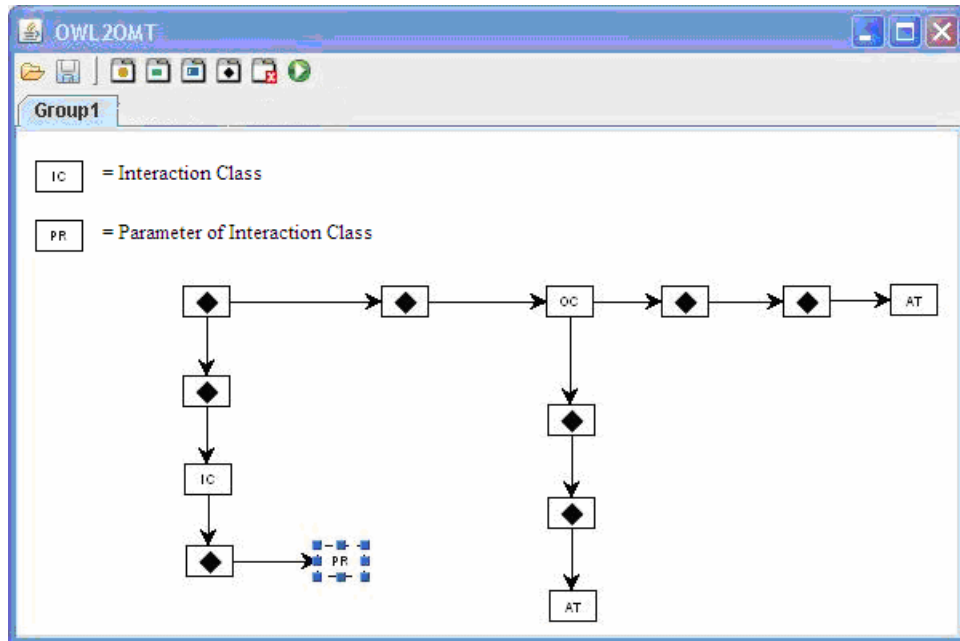 OWL2OMT
Group1
IC = Interaction Class
PR = Parameter of Interaction Class
OC
AT
IC
PR
AT